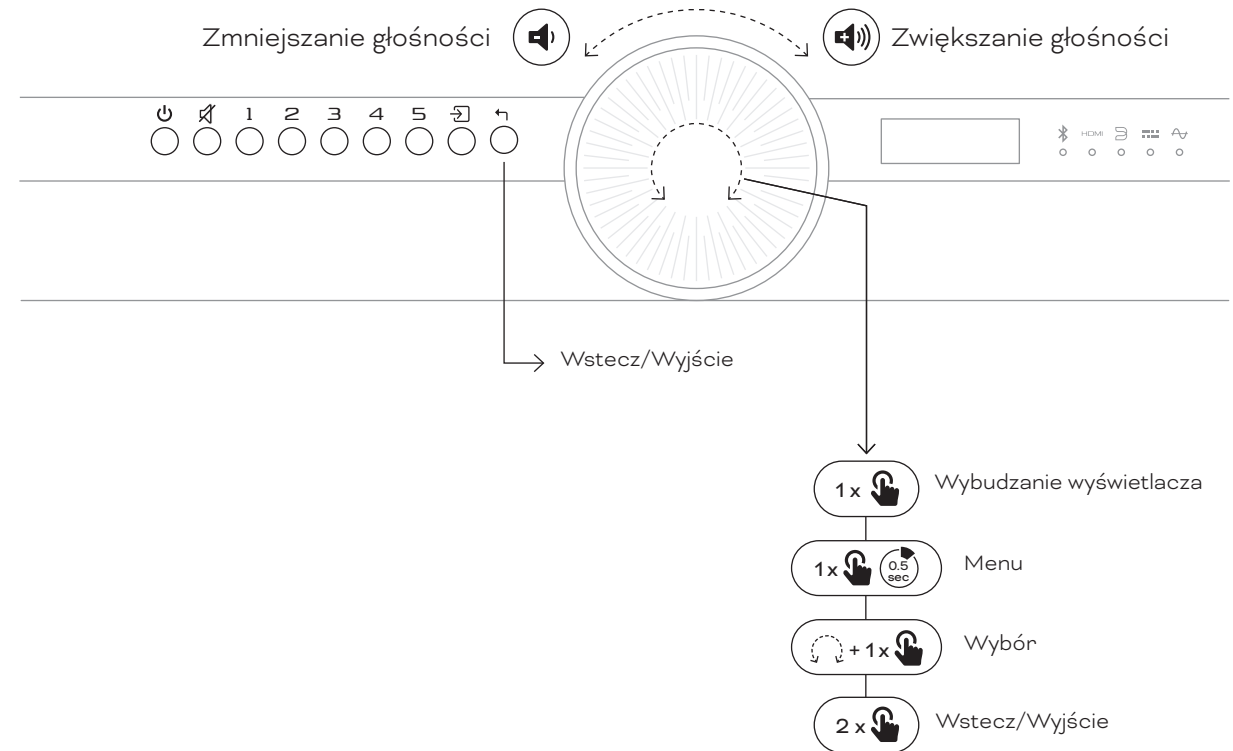 Zmniejszanie głośności
Zwiększanie głośności
1 2 3 4 5
HDMI
Wstecz/Wyjście
1 x
Wybudzanie wyświetlacza
1 x 0.5 sec
Menu
+ 1 x
Wybór
2 x
Wstecz/Wyjście